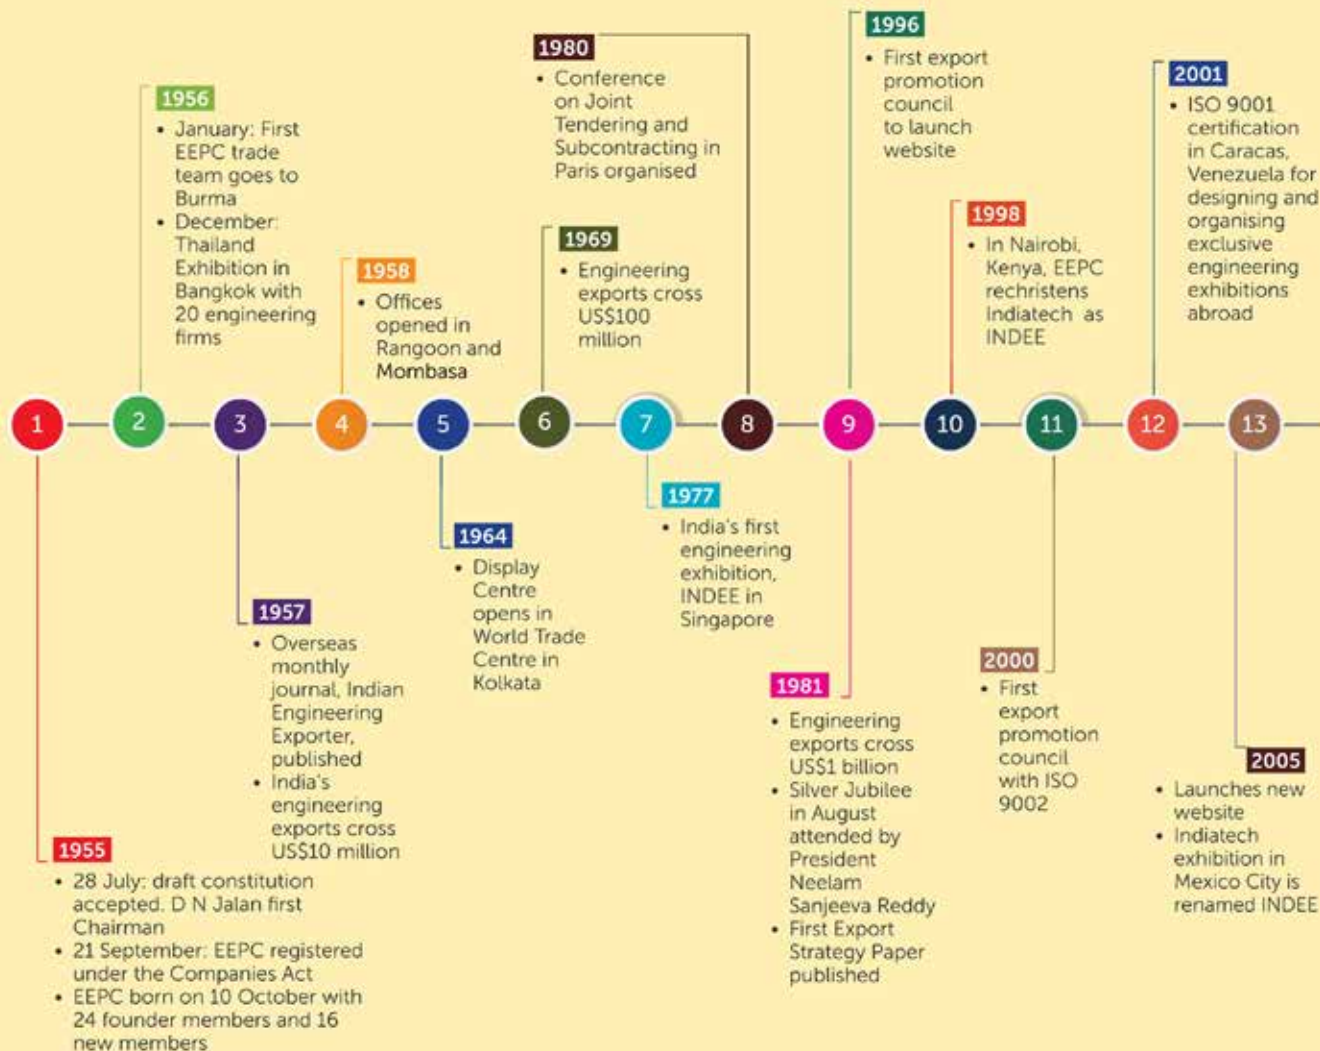 1955
• 28 July: draft constitution
accepted. D N Jalan first
Chairman
• 21 September: EEPC registered
under the Companies Act
• EEPC born on 10 October with
24 founder members and 16
new members
1956
• January: First
EEPC trade
team goes to
Burma
• December:
Thailand
Exhibition in
Bangkok with
20 engineering
firms
1957
• Overseas
monthly
journal, Indian
Engineering
Exporter,
published
• India's
engineering
exports cross
US$10 million
1958
• Offices
opened in
Rangoon and
Mombasa
1964
• Display
Centre
opens in
World Trade
Centre in
Kolkata
1969
• Engineering
exports cross
US$100
million
1977
• India's first
engineering
exhibition,
INDEE in
Singapore
1980
• Conference
on Joint
Tendering and
Subcontracting in
Paris organised
1981
• Engineering
exports cross
US$1 billion
• Silver Jubilee
in August
attended by
President
Neelam
Sanjeeva Reddy
• First Export
Strategy Paper
published
1996
• First export
promotion
council
to launch
website
1998
• In Nairobi,
Kenya, EEPC
rechristens
Indiatech as
INDEE
2000
• First
export
promotion
council
with ISO
9002
2001
• ISO 9001
certification
in Caracas,
Venezuela for
designing and
organising
exclusive
engineering
exhibitions
abroad
2005
• Launches new
website
• Indiatech
exhibition in
Mexico City is
renamed INDEE
1 2 3 4 5 6 7 8 9 10 11 12 13